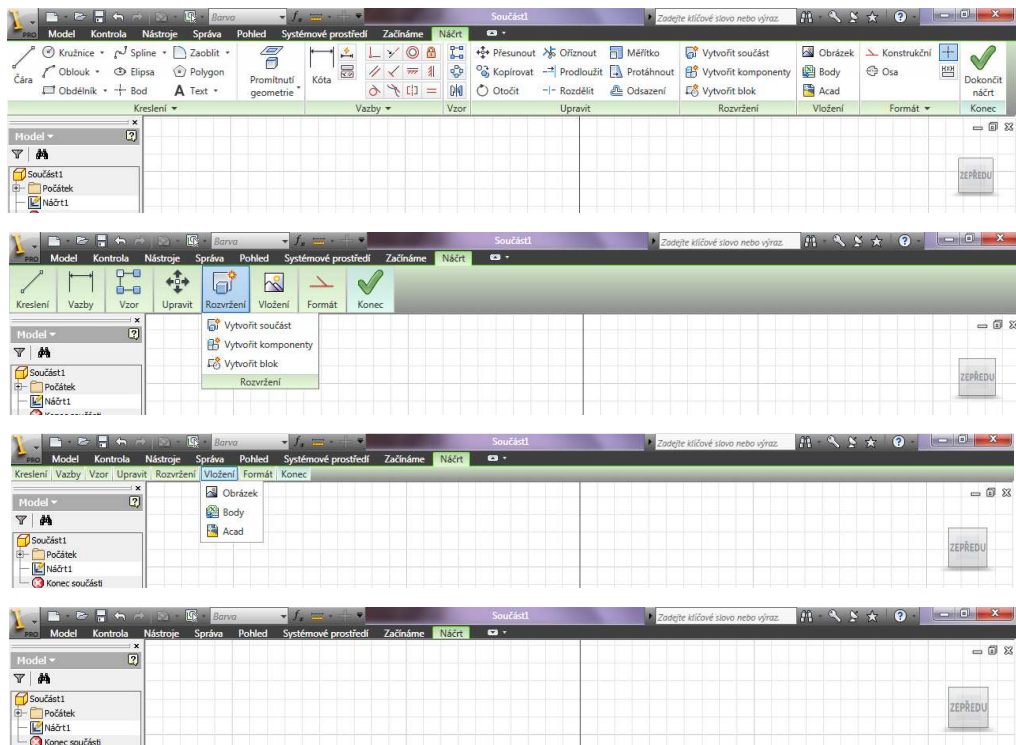 Barva Součást1 Zadejte klíčové slovo nebo výraz.
PRO Model Kontrola Nástroje Správa Pohled Systémové prostředí Začínáme Náčrt
Kružnice Spline Zaoblit Přesunout Oříznout Měřítko Vytvořit součást Obrázek Konstrukční
Čára Oblouk Elipsa Polygon Promítnutí geometrie Kóta Kopírovat Prodloužit Protáhnout Vytvořit komponenty Body Osa Dokončit náčrt
Obdélník Bod A Text Otočit Rozdělit Odsazení Vytvořit blok Acad
Kreslení Vazby Vzor Upravit Rozvržení Vložení Formát Konec
Model
ZEPŘEDU
Součást1
Počátek
Náčrt1
Barva Součást1 Zadejte klíčové slovo nebo výraz.
PRO Model Kontrola Nástroje Správa Pohled Systémové prostředí Začínáme Náčrt
Kreslení Vazby Vzor Upravit Rozvržení Vložení Formát Konec
Vytvořit součást
Model
Vytvořit komponenty
Vytvořit blok
Součást1
ZEPŘEDU
Počátek
Rozvržení
Náčrt1
Konec součásti
Barva Součást1 Zadejte klíčové slovo nebo výraz.
PRO Model Kontrola Nástroje Správa Pohled Systémové prostředí Začínáme Náčrt
Kreslení Vazby Vzor Upravit Rozvržení Vložení Formát Konec
Obrázek
Model
Body
Acad
Součást1
ZEPŘEDU
Počátek
Náčrt1
Konec součásti
Barva Součást1 Zadejte klíčové slovo nebo výraz.
PRO Model Kontrola Nástroje Správa Pohled Systémové prostředí Začínáme Náčrt
Model
Součást1
ZEPŘEDU
Počátek
Náčrt1
Konec součásti